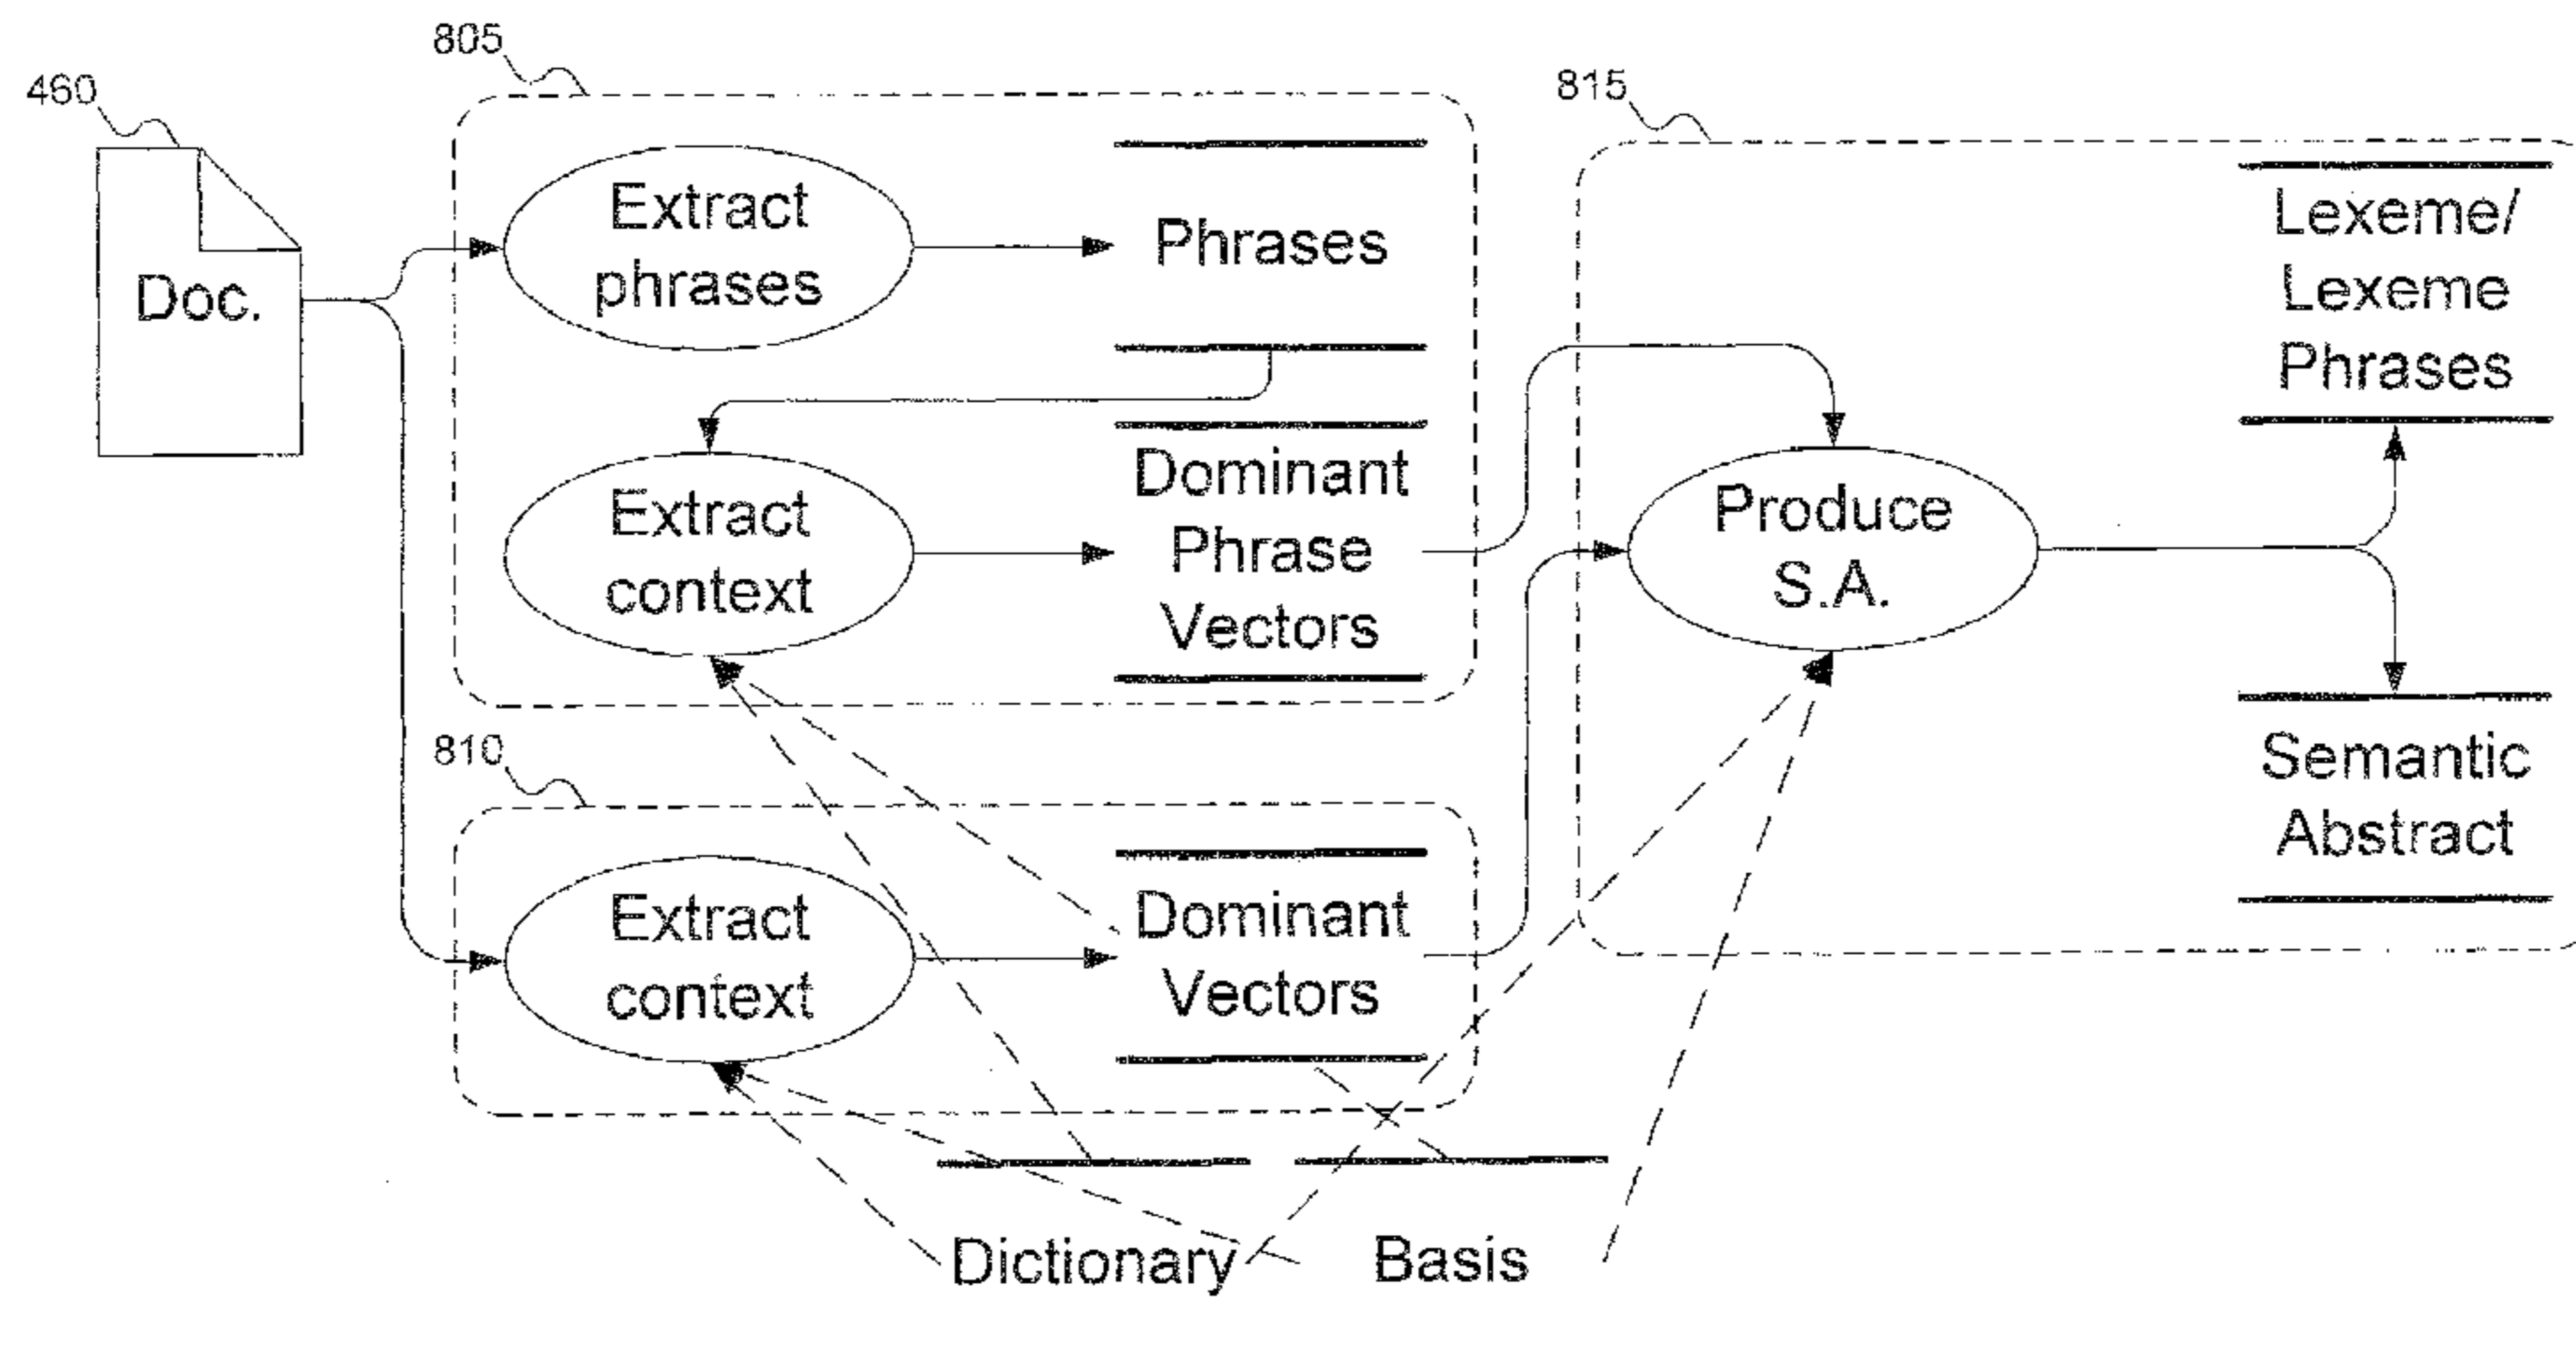 805
460
815
Extract
phrases
Phrases
Lexeme/
Lexeme
Phrases
Doc.
Extract
context
Dominant
Phrase
Vectors
Produce
S.A.
810
Semantic
Abstract
Extract
context
Dominant
Vectors
Dictionary
Basis